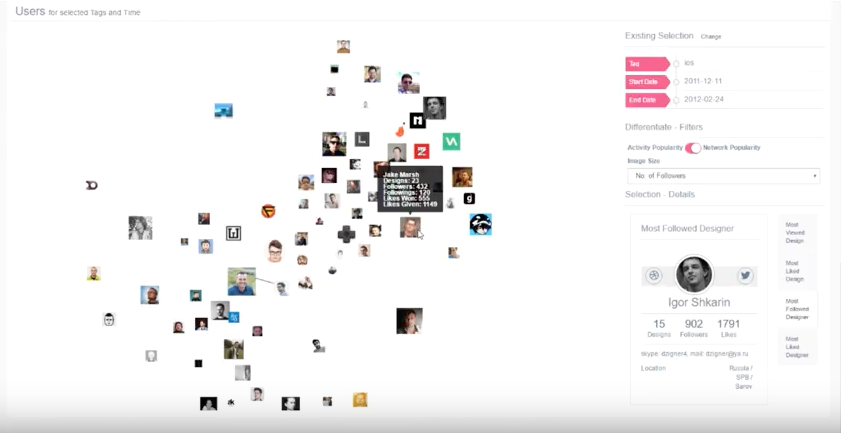 Users for selected Tags and Time
Existing Selection Change
Tag ios
Start Date 2011-12-11
End Date 2012-02-24
Differentiate - Filters
Activity Popularity Network Popularity
Image Size
No. of Followers
Selection - Details
Jake Marsh
Designs: 23
Followers: 432
Followings: 120
Likes Won: 555
Likes Given: 1149
Most Followed Designer
Igor Shkarin
15 902 1791
Designs Followers Likes
skype: dzigner4, mail: dzigner@ya.ru
Location Russia /
SPB /
Sarov
Most
Viewed
Design
Most
Liked
Design
Most
Followed
Designer
Most
Liked
Designer